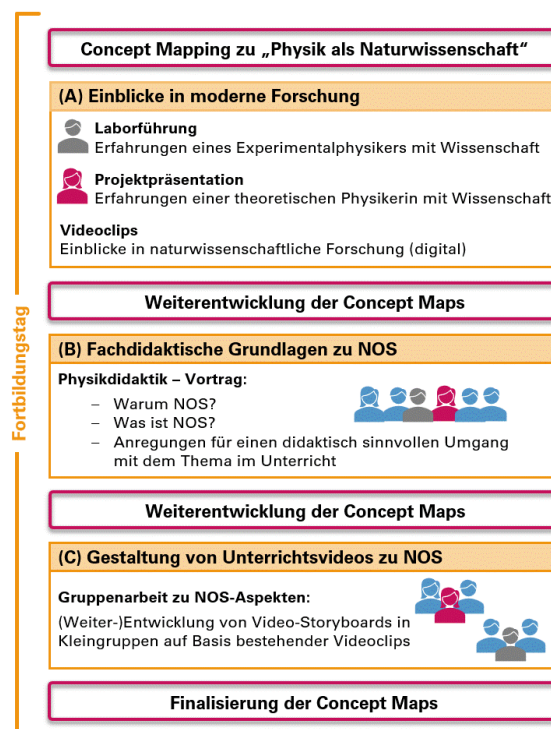 Fortbildungstag
Concept Mapping zu „Physik als Naturwissenschaft“
(A) Einblicke in moderne Forschung
Laborführung
Erfahrungen eines Experimentalphysikers mit Wissenschaft
Projektpräsentation
Erfahrungen einer theoretischen Physikerin mit Wissenschaft
Videoclips
Einblicke in naturwissenschaftliche Forschung (digital)
Weiterentwicklung der Concept Maps
(B) Fachdidaktische Grundlagen zu NOS
Physikdidaktik – Vortrag:
– Warum NOS?
– Was ist NOS?
– Anregungen für einen didaktisch sinnvollen Umgang
mit dem Thema im Unterricht
Weiterentwicklung der Concept Maps
(C) Gestaltung von Unterrichtsvideos zu NOS
Gruppenarbeit zu NOS-Aspekten:
(Weiter-)Entwicklung von Video-Storyboards in
Kleingruppen auf Basis bestehender Videoclips
Finalisierung der Concept Maps